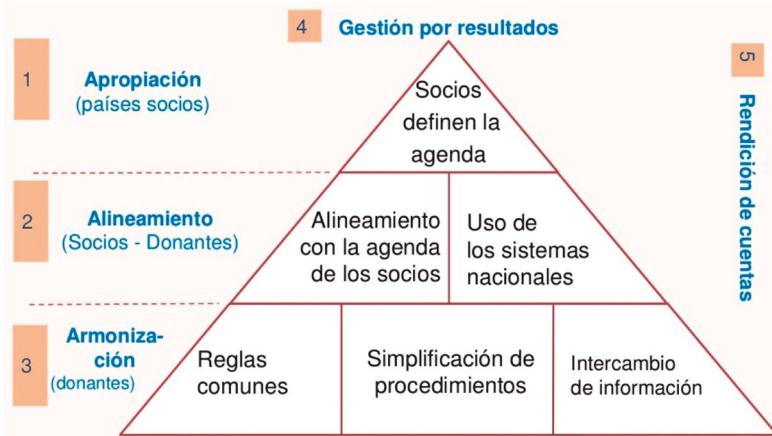 4 Gestión por resultados
1
Apropiación
(países socios)
Socios
definen la
agenda
2
Alineamiento
(Socios - Donantes)
Alineamiento
con la agenda
de los socios
Uso de
los sistemas
nacionales
3
Armoniza-
ción
(donantes)
Reglas
comunes
Simplificación de
procedimientos
Intercambio
de información
5
Rendición de cuentas